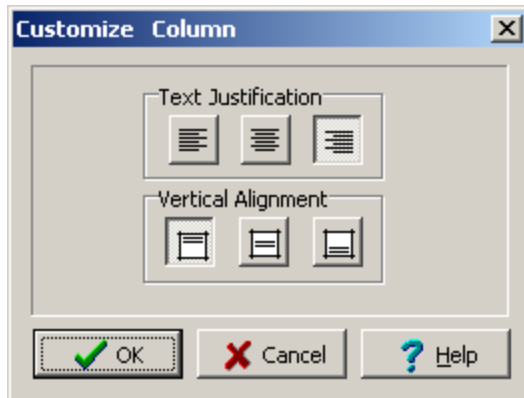 Customize Column
Text Justification
Vertical Alignment
OK Cancel Help